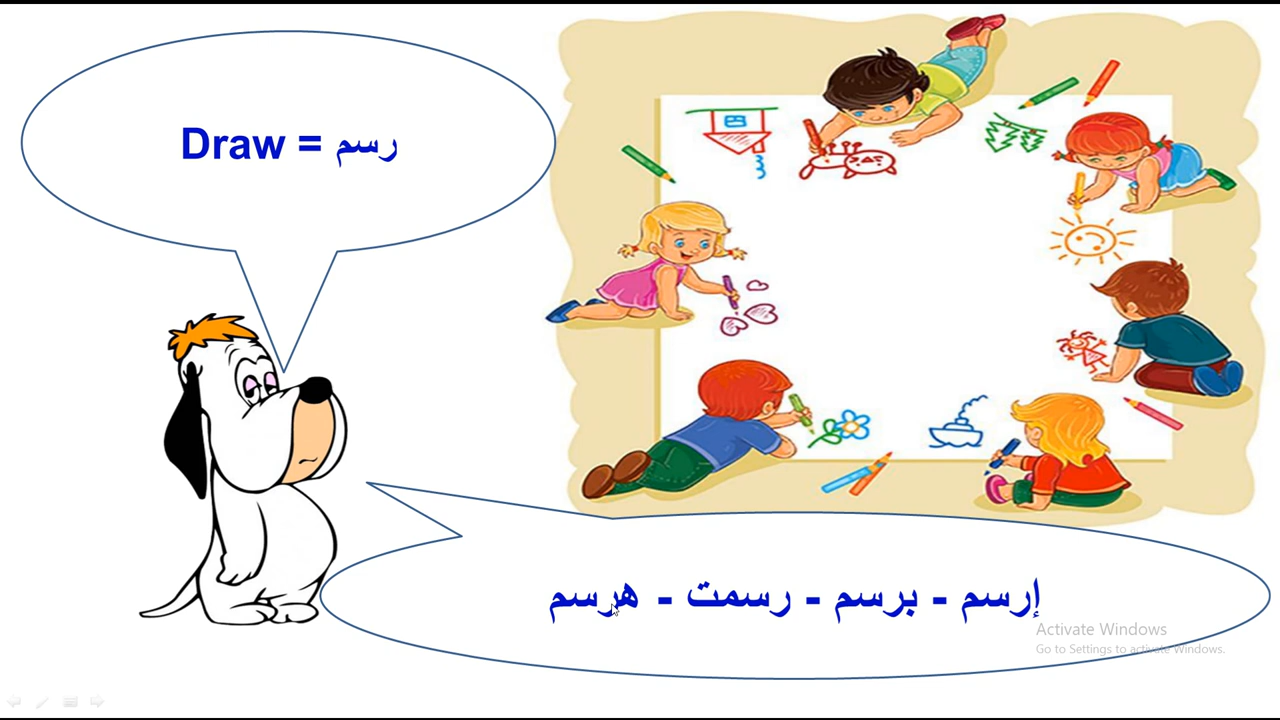 Draw = رسم
إرسم - برسم - رسمت - هرسم
Activate Windows
Go to Settings to activate Windows.